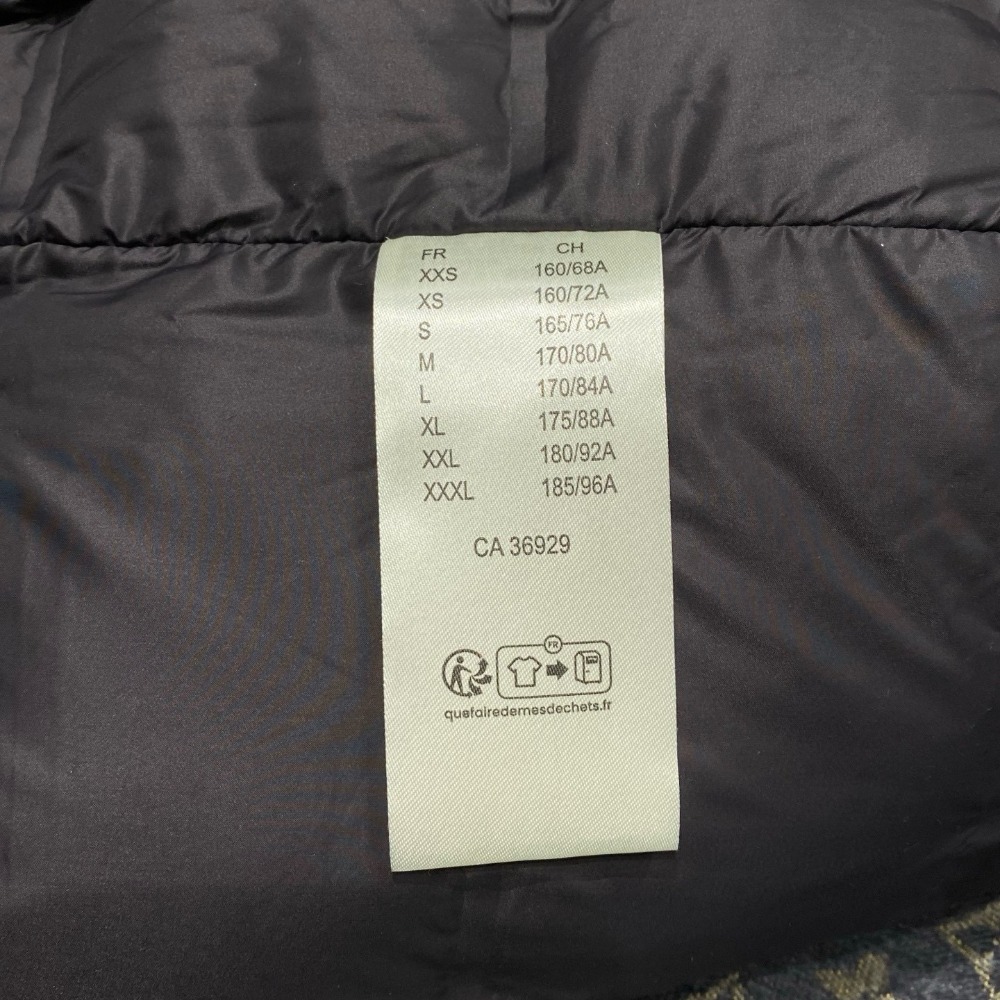 FR CH
XXS 160/68A
XS 160/72A
S 165/76A
M 170/80A
L 170/84A
XL 175/88A
XXL 180/92A
XXXL 185/96A
CA 36929
FR
quefairedemesdechets.fr